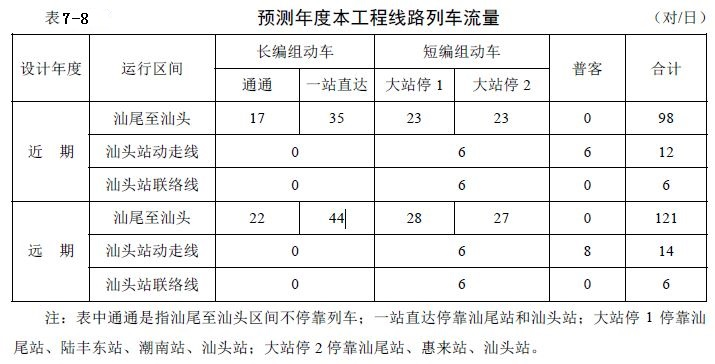 表7-8 预测年度本工程线路列车流量 （对/日）
设计年度 运行区间 长编组动车 短编组动车 普客 合计
通通 一站直达 大站停1 大站停2
近期 汕尾至汕头 17 35 23 23 0 98
汕头站动走线 0 6 6 12
汕头站联络线 0 6 0 6
远期 汕尾至汕头 22 44 28 27 0 121
汕头站动走线 0 6 8 14
汕头站联络线 0 6 0 6
注：表中通通是指汕尾至汕头区间不停靠列车；一站直达停靠汕尾站和汕头站；大站停1停靠汕
尾站、陆丰东站、潮南站、汕头站；大站停2停靠汕尾站、惠来站、汕头站。